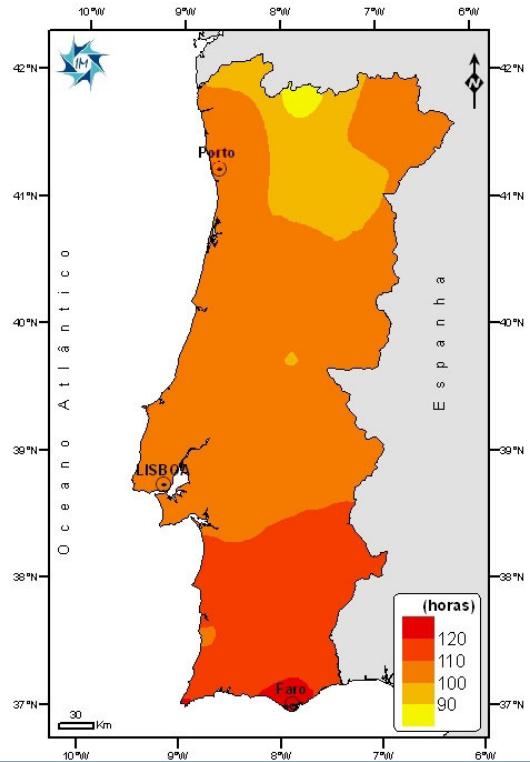 10°W 9°W 8°W 7°W 6°W
IM
42°N 42°N
N
Porto
41°N 41°N
Oceano Atlântico
Espanha
40°N 40°N
39°N 39°N
LISBOA
38°N 38°N
(horas)
120
110
100
90
Faro
37°N 37°N
30
Km
10°W 9°W 8°W 7°W 6°W